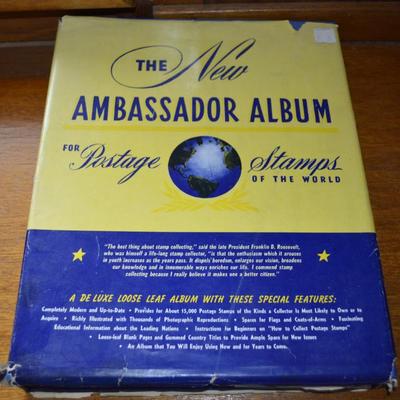 THE New
AMBASSADOR ALBUM
FOR Postage Stamps
OF THE WORLD
"The best thing about stamp collecting," said the late President Franklin D. Roosevelt,
who was himself a life-long stamp collector, "is that the enthusiasm which it arouses
in youth increases as the years pass. It dispels boredom, enlarges our vision, broadens
our knowledge and in innumerable ways enriches our life. I commend stamp
collecting because I really believe it makes one a better citizen."
A DE LUXE LOOSE LEAF ALBUM WITH THESE SPECIAL FEATURES:
Completely Modern and Up-to-Date • Provides for About 15,000 Postage Stamps of the Kinds a Collector Is Most Likely to Own or to
Acquire • Richly Illustrated with Thousands of Photographic Reproductions • Spaces for Flags and Coats-of-Arms • Fascinating
Educational Information about the Leading Nations • Instructions for Beginners on "How to Collect Postage Stamps"
• Loose-leaf Blank Pages and Gummed Country Titles to Provide Ample Spaces for New Issues
• An Album that You Will Enjoy Using Now and for Years to Come.